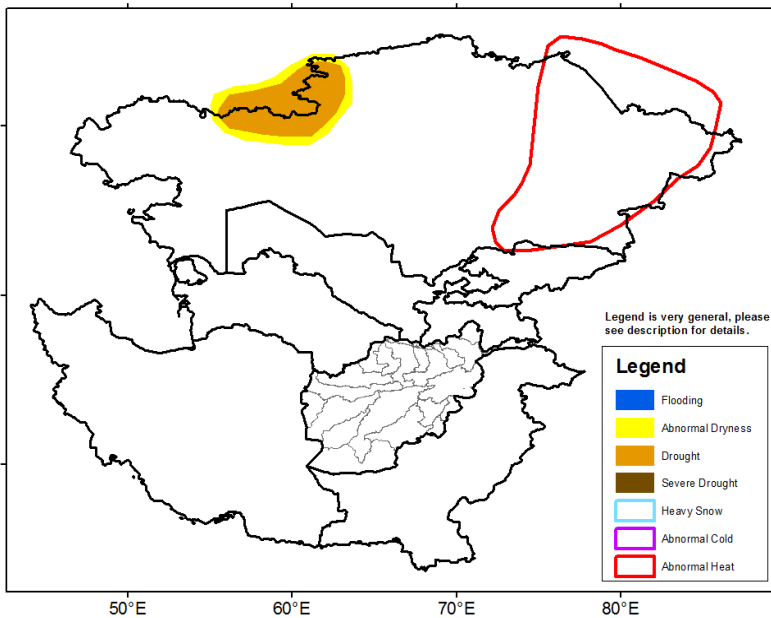 Legend is very general, please
see description for details.
Legend
Flooding
Abnormal Dryness
Drought
Severe Drought
Heavy Snow
Abnormal Cold
Abnormal Heat
50°E
60°E
70°E
80°E